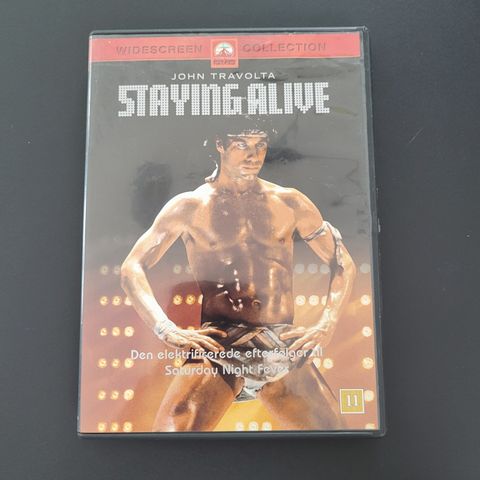 WIDESCREEN COLLECTION
JOHN TRAVOLTA
STAYING ALIVE
Den elektrificerede efterfølger til
Saturday Night Fever
11